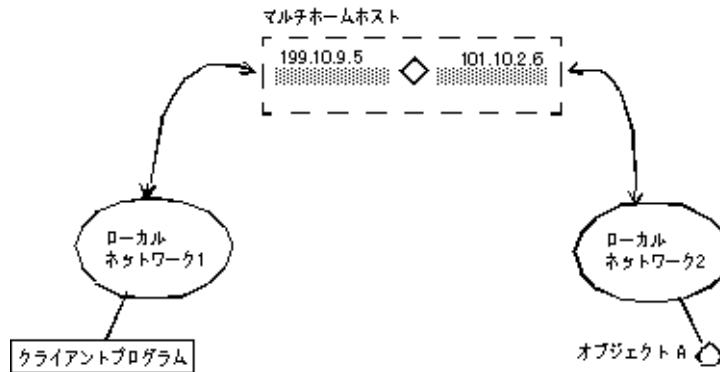 マルチホームホスト
199.10.9.5
101.10.2.6
ローカル
ネットワーク1
ローカル
ネットワーク2
クライアントプログラム
オブジェクト A